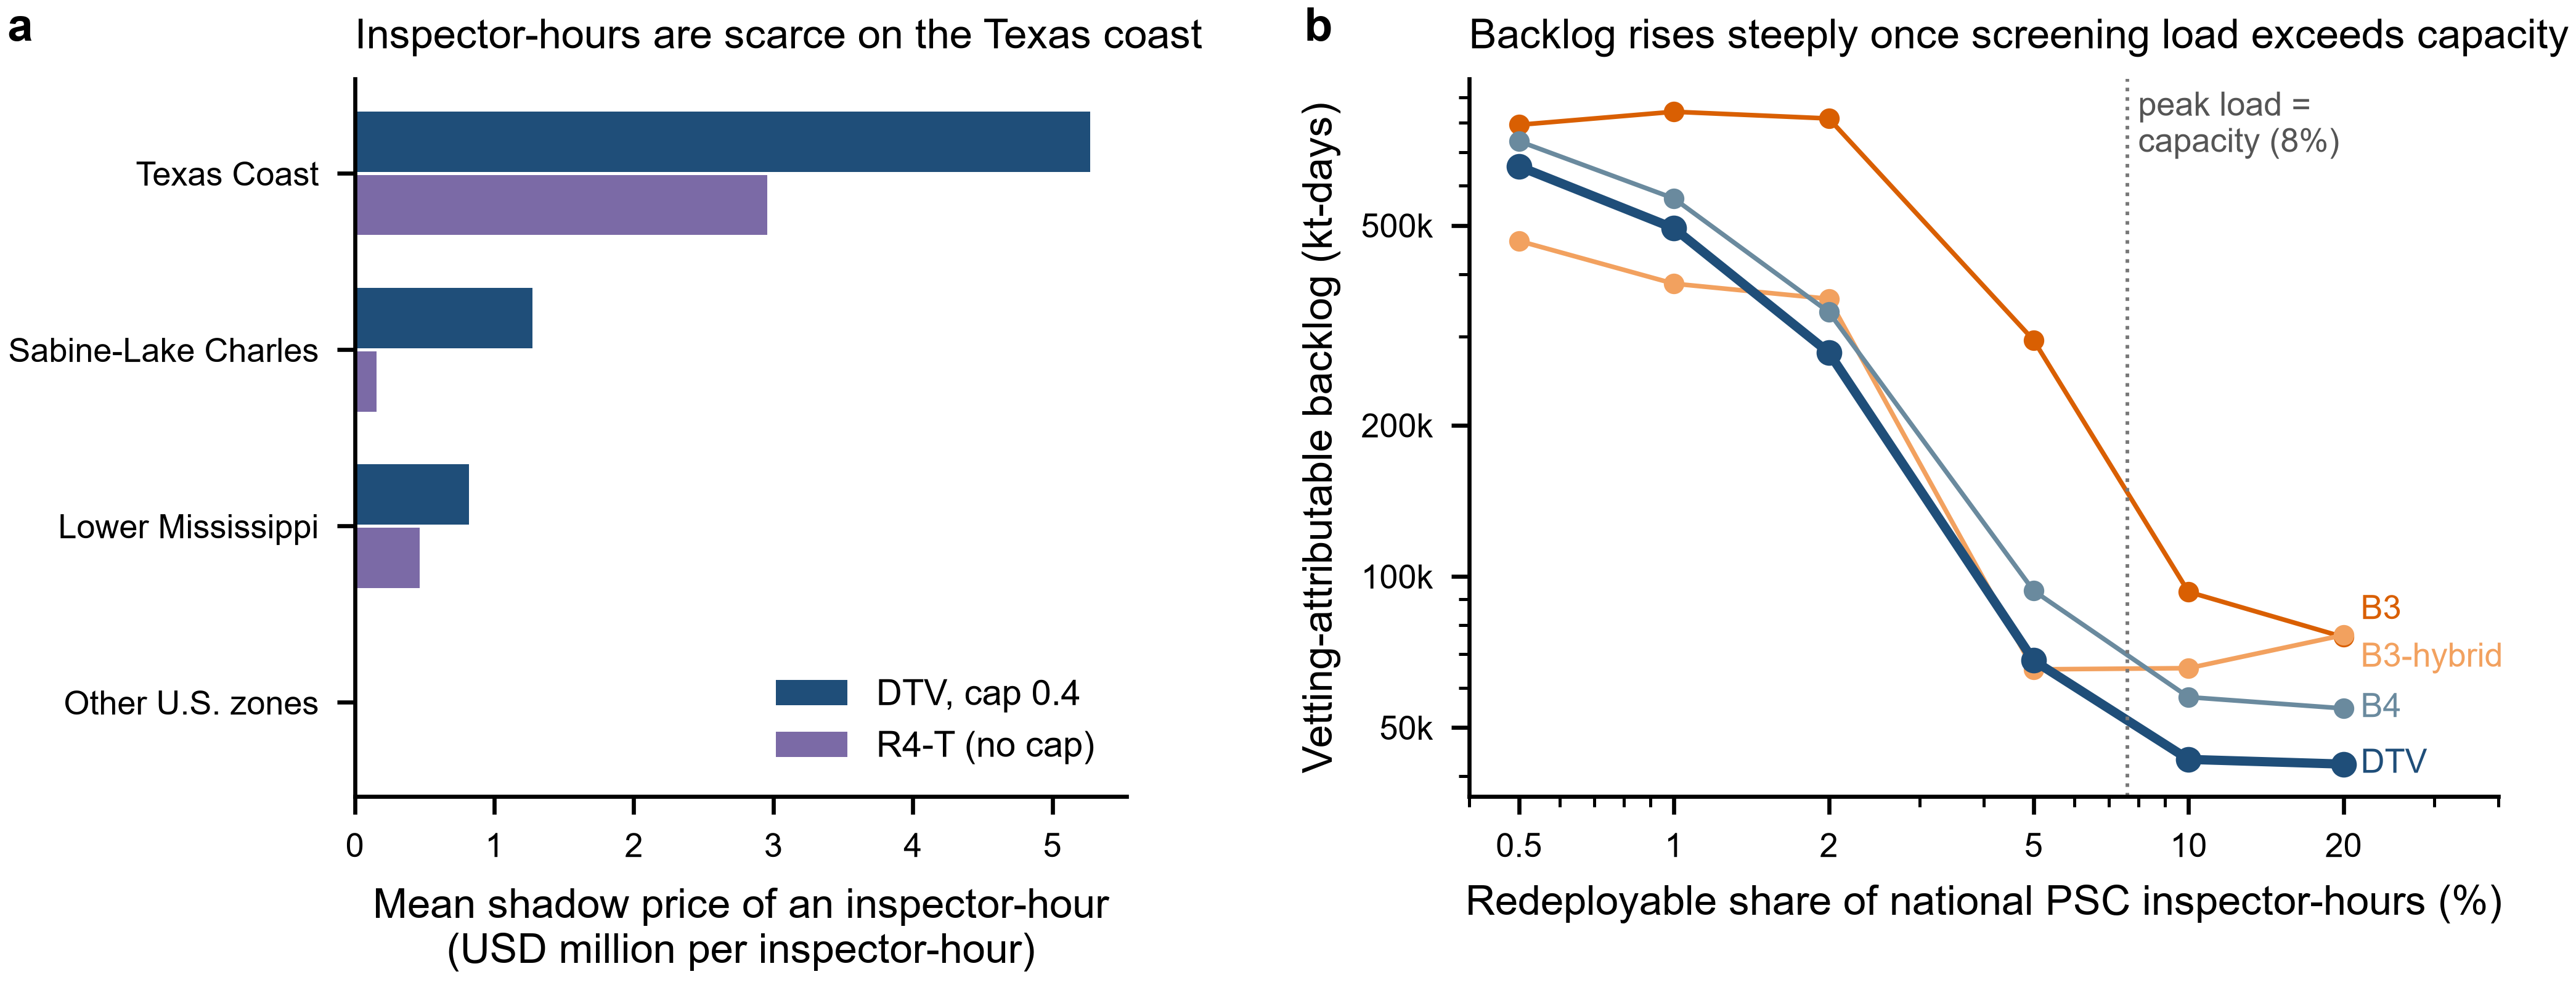 a
Inspector-hours are scarce on the Texas coast
Texas Coast
Sabine-Lake Charles
Lower Mississippi
Other U.S. zones
DTV, cap 0.4
R4-T (no cap)
0 1 2 3 4 5
Mean shadow price of an inspector-hour
(USD million per inspector-hour)
b
Backlog rises steeply once screening load exceeds capacity
Vetting-attributable backlog (kt-days)
500k
200k
100k
50k
peak load =
capacity (8%)
B3
B3-hybrid
B4
DTV
0.5 1 2 5 10 20
Redeployable share of national PSC inspector-hours (%)